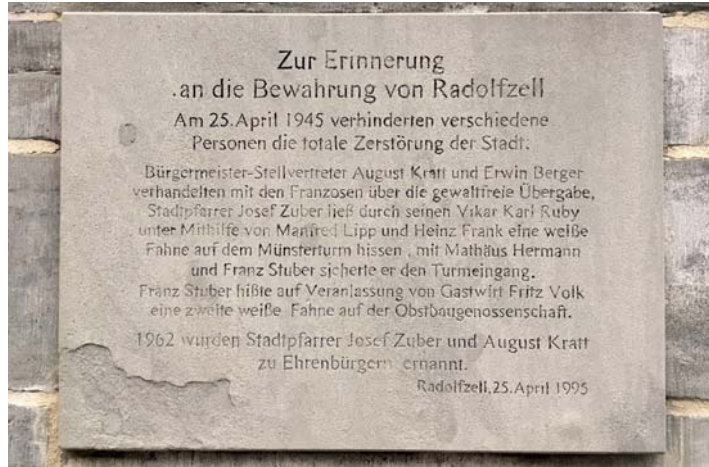 Zur Erinnerung
an die Bewahrung von Radolfzell
Am 25. April 1945 verhinderten verschiedene
Personen die totale Zerstörung der Stadt.
Bürgermeister-Stellvertreter August Kratt und Erwin Berger
verhandelten mit den Franzosen über die gewaltfreie Übergabe,
Stadtpfarrer Josef Zuber ließ durch seinen Vikar Karl Ruby
unter Mithilfe von Manfred Lipp und Heinz Frank eine weiße
Fahne auf dem Münsterturm hissen, mit Mathäus Hermann
und Franz Stuber sicherte er den Turmeingang.
Franz Stuber hißte auf Veranlassung von Gastwirt Fritz Volk
eine zweite weiße Fahne auf der Obstbaugenossenschaft.
1962 wurden Stadtpfarrer Josef Zuber und August Kratt
zu Ehrenbürgern ernannt.
Radolfzell, 25. April 1995